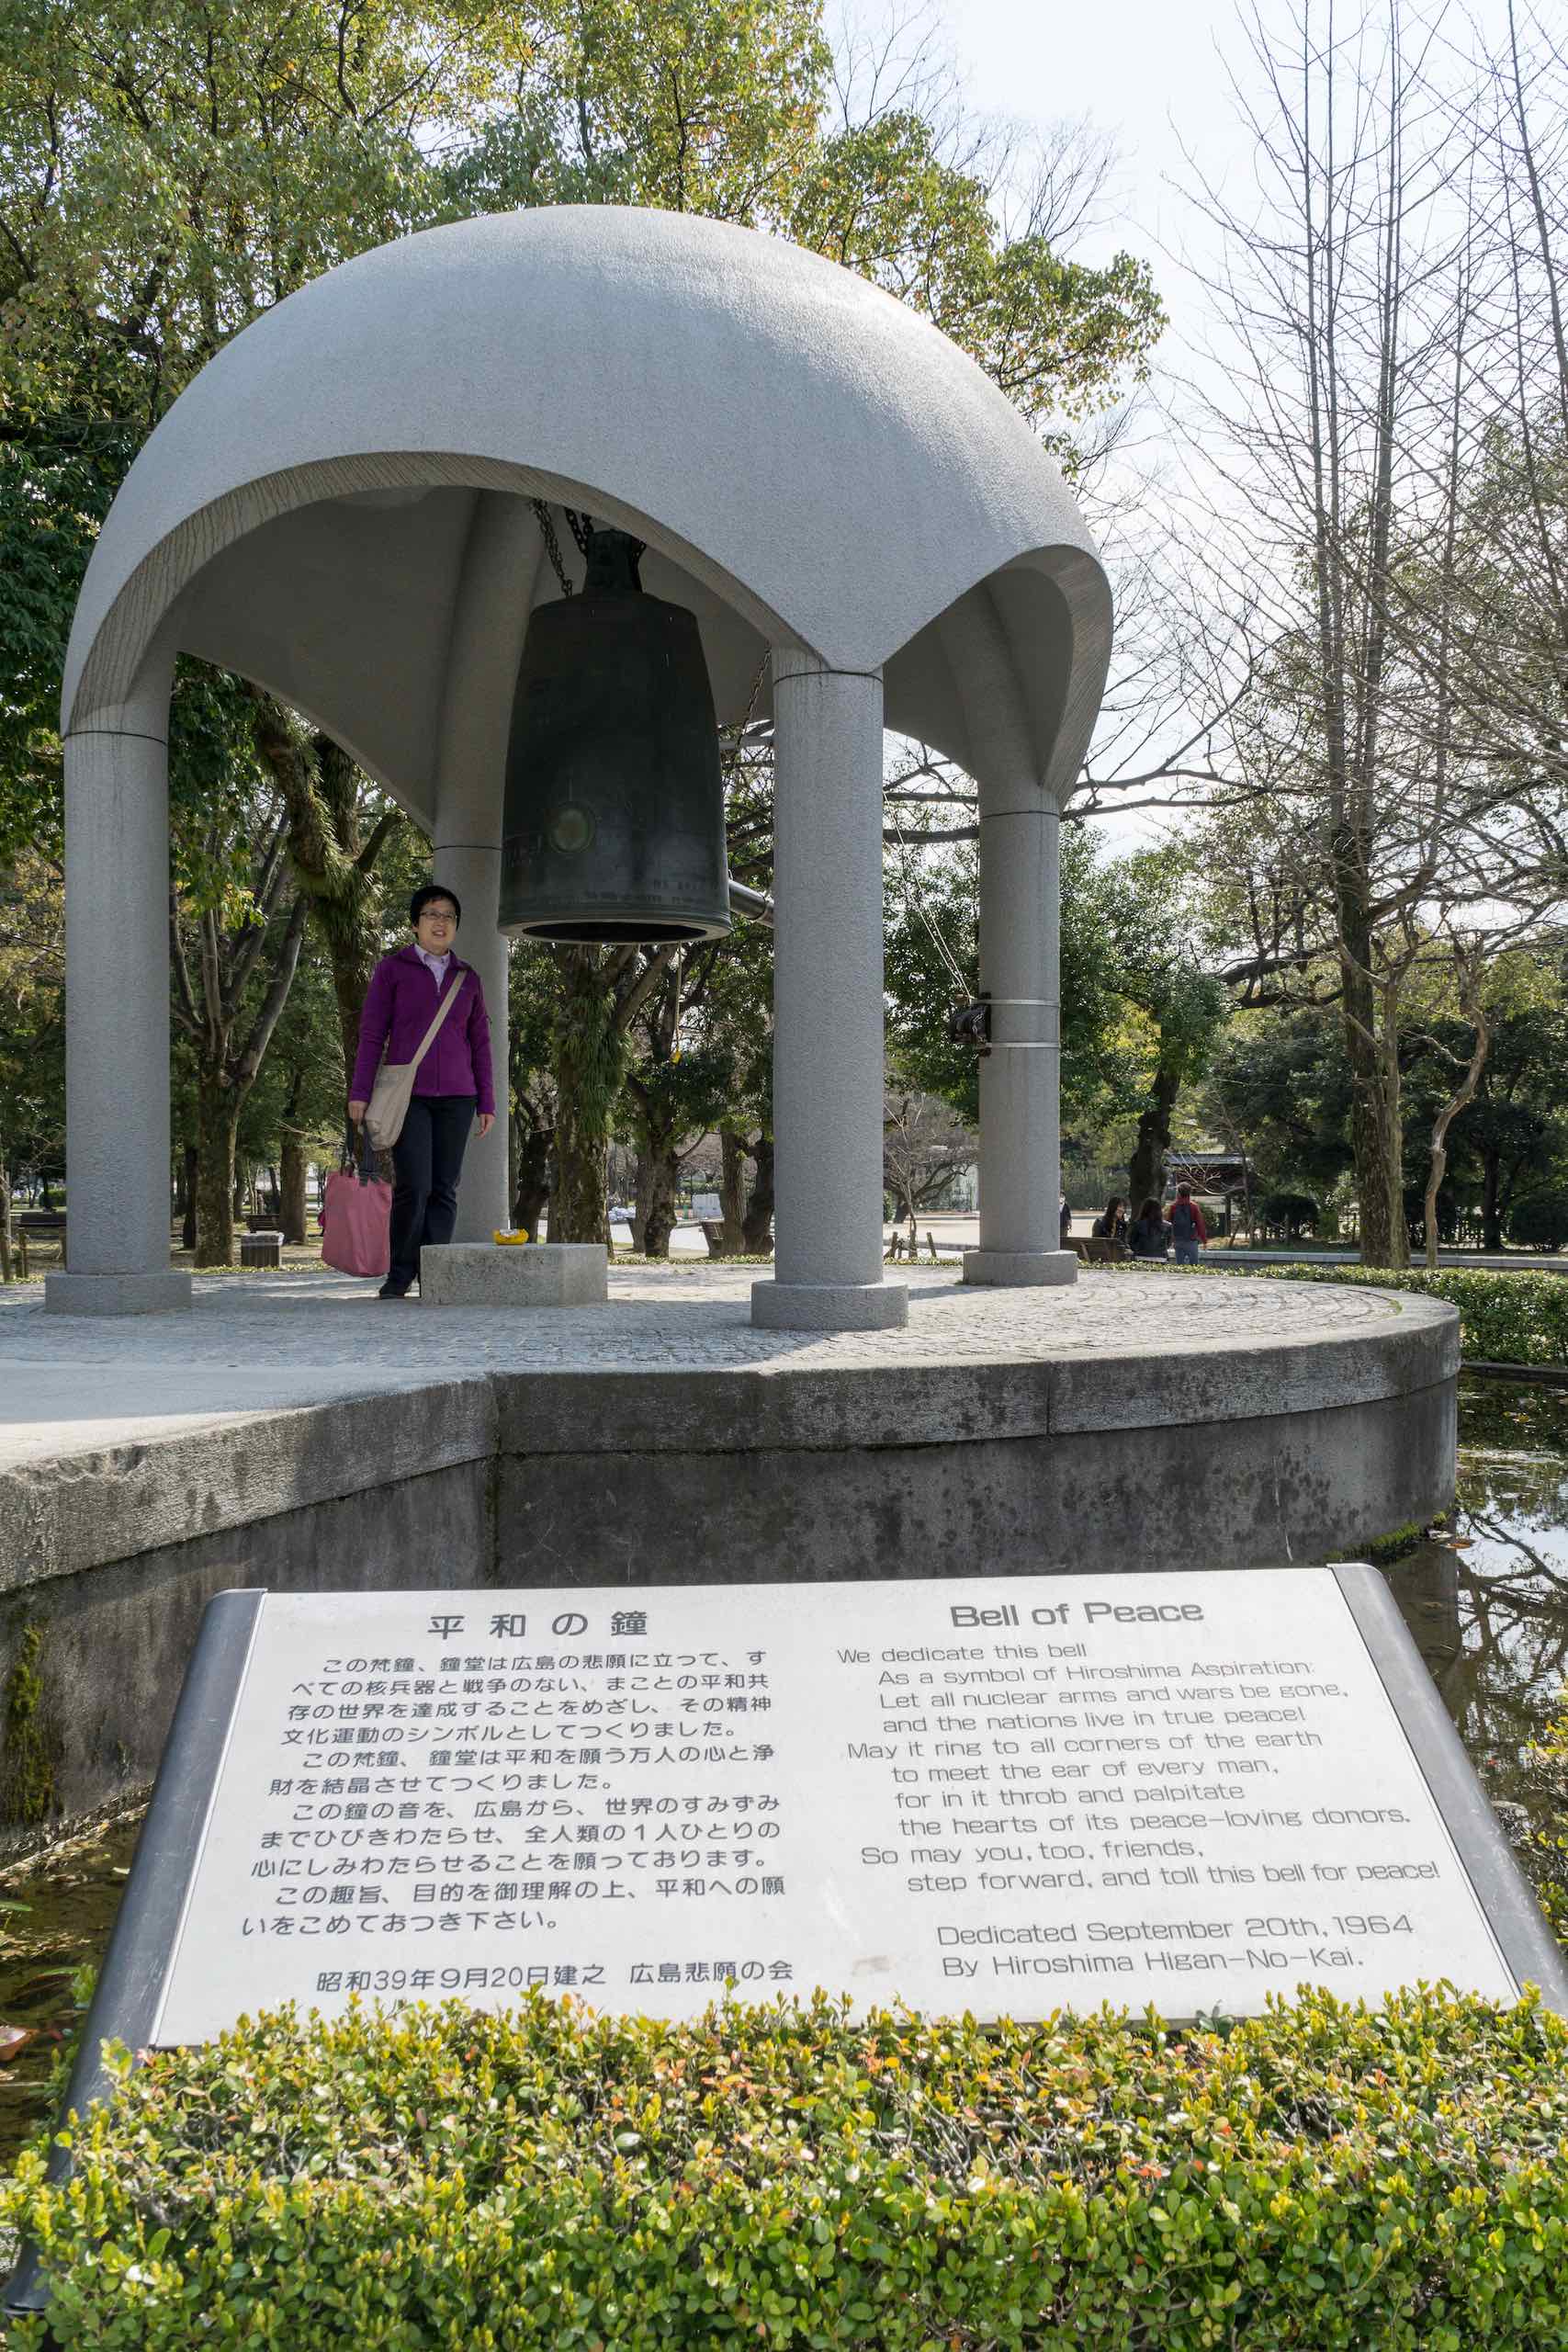 平和の鐘
この梵鐘、鐘堂は広島の悲願に立つて、す
べての核兵器と戦争のない、まことの平和共
存の世界を達成することをめざし、その精神
文化運動のシンボルとしてつくりました。
この梵鐘、鐘堂は平和を願う万人の心と浄
財を結晶させてつくりました。
この鐘の音を、広島から、世界のすみずみ
までひびきわたらせ、全人類の1人ひとりの
心にしみわたらせることを願っております。
この趣旨、目的を御理解の上、平和への願
いをこめておつき下さい。
昭和39年9月20日建之 広島悲願の会
Bell of Peace
We dedicate this bell
As a symbol of Hiroshima Aspiration:
Let all nuclear arms and wars be gone,
and the nations live in true peace!
May it ring to all corners of the earth
to meet the ear of every man,
for in it throb and palpitate
the hearts of its peace-loving donors.
So may you, too, friends,
step forward, and toll this bell for peace!
Dedicated September 20th, 1964
By Hiroshima Higan-No-Kai.